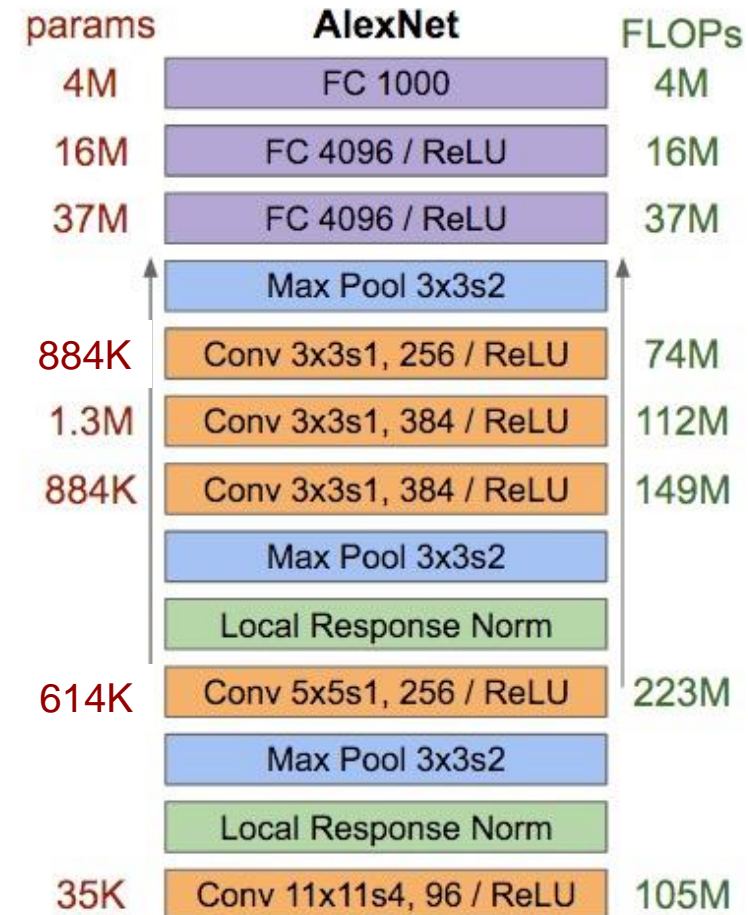 params AlexNet FLOPs
4M FC 1000 4M
16M FC 4096 / ReLU 16M
37M FC 4096 / ReLU 37M
Max Pool 3x3s2
884K Conv 3x3s1, 256 / ReLU 74M
1.3M Conv 3x3s1, 384 / ReLU 112M
884K Conv 3x3s1, 384 / ReLU 149M
Max Pool 3x3s2
Local Response Norm
614K Conv 5x5s1, 256 / ReLU 223M
Max Pool 3x3s2
Local Response Norm
35K Conv 11x11s4, 96 / ReLU 105M